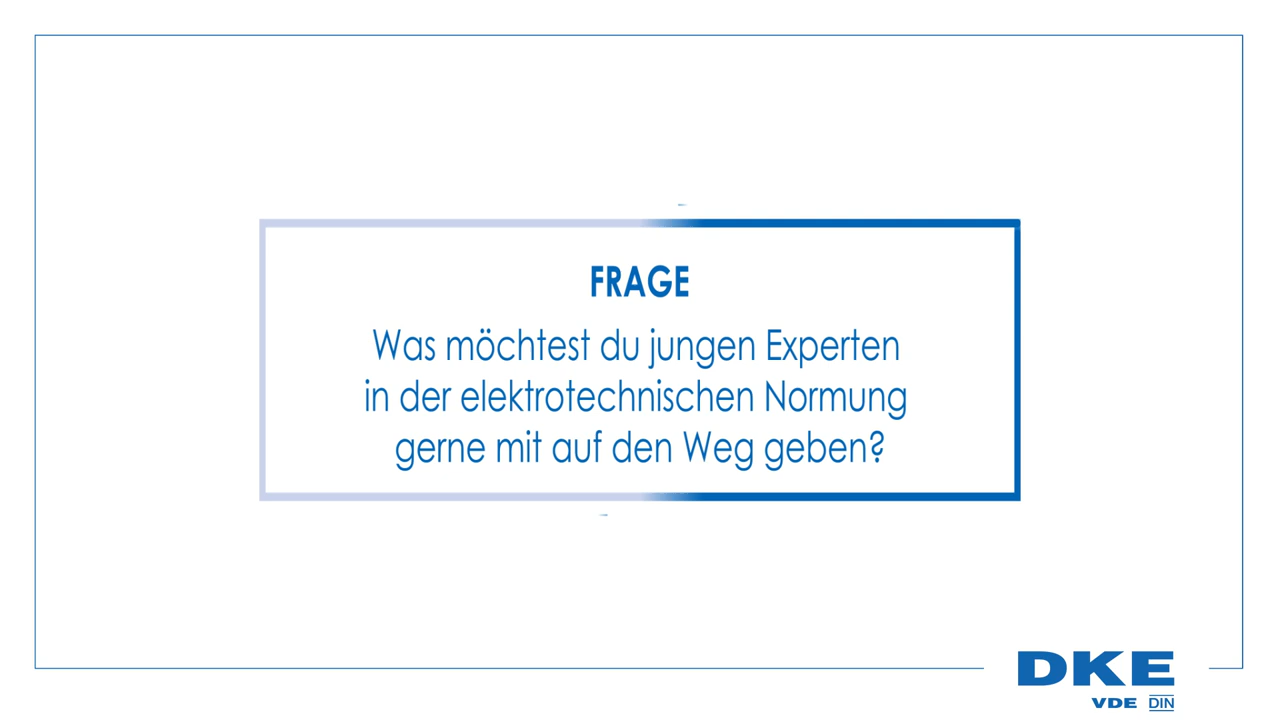 FRAGE
Was möchtest du jungen Experten
in der elektrotechnischen Normung
gerne mit auf den Weg geben?
DKE
VDE DIN